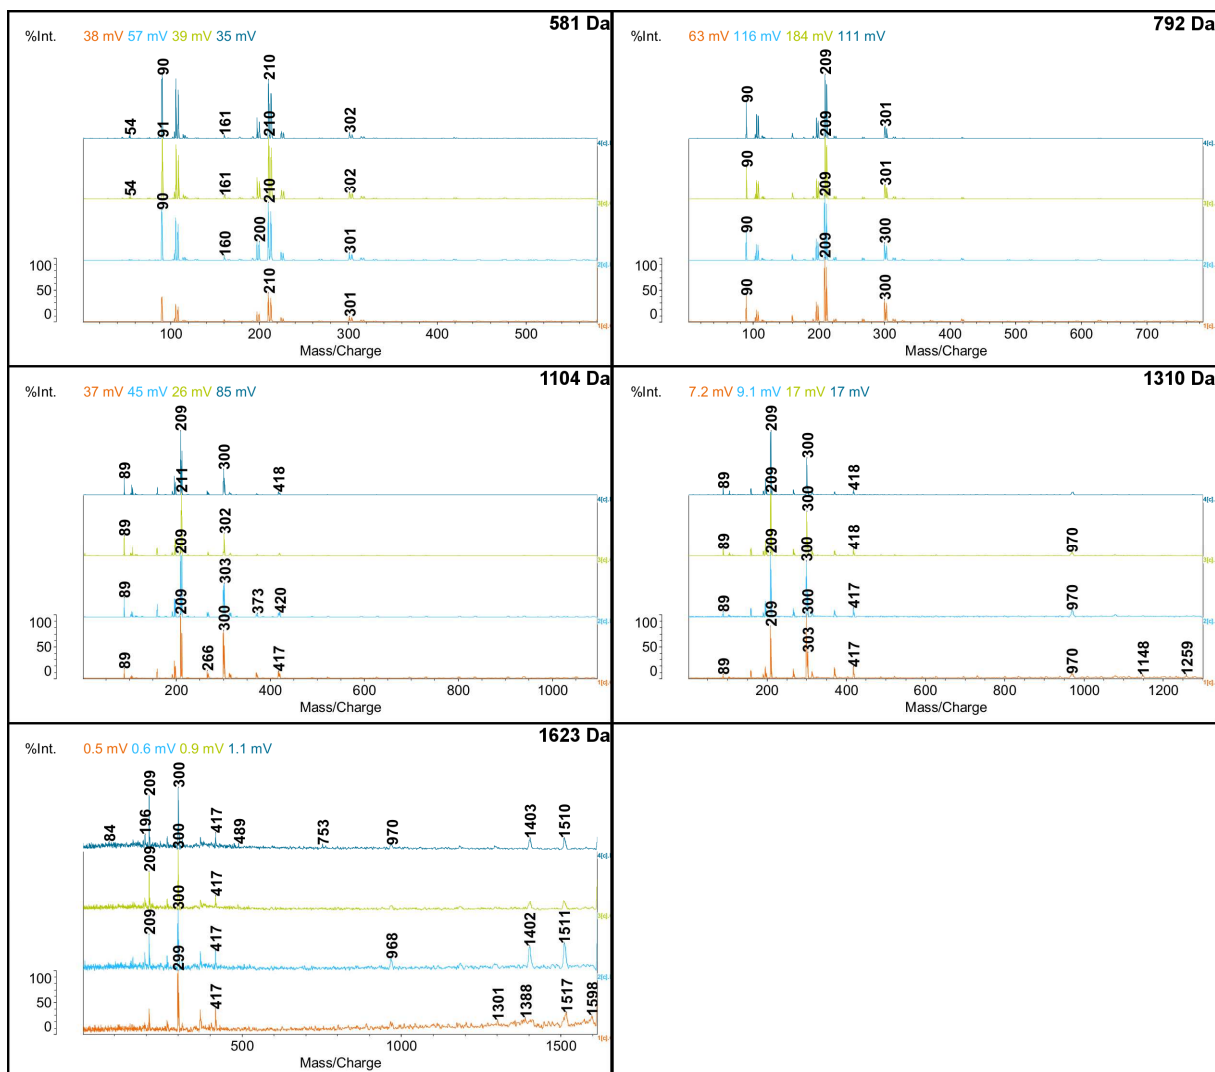 581 Da
%Int.
38 mV 57 mV 39 mV 35 mV
54 90 161 210 302
54 91 161 210 302
90 160 200 210 301
210 301
100
50
0
100 200 300 400 500
Mass/Charge
792 Da
%Int.
63 mV 116 mV 184 mV 111 mV
90 209 301
90 209 301
90 209 300
90 209 300
100
50
0
100 200 300 400 500 600 700
Mass/Charge
1104 Da
%Int.
37 mV 45 mV 26 mV 85 mV
89 209 300 418
89 211 302
89 209 303 373 420
89 209 266 300 417
100
50
0
200 400 600 800 1000
Mass/Charge
1310 Da
%Int.
7.2 mV 9.1 mV 17 mV 17 mV
89 209 300 418
89 209 300 418 970
89 209 300 417 970
89 209 300 303 417 970 1148 1259
100
50
0
200 400 600 800 1000 1200
Mass/Charge
1623 Da
%Int.
0.5 mV 0.6 mV 0.9 mV 1.1 mV
84 196 209 300 417 489 753 970 1403 1510
209 300 417
209 300 417 968 1402 1511
299 417 1301 1388 1517 1598
100
50
0
500 1000 1500
Mass/Charge